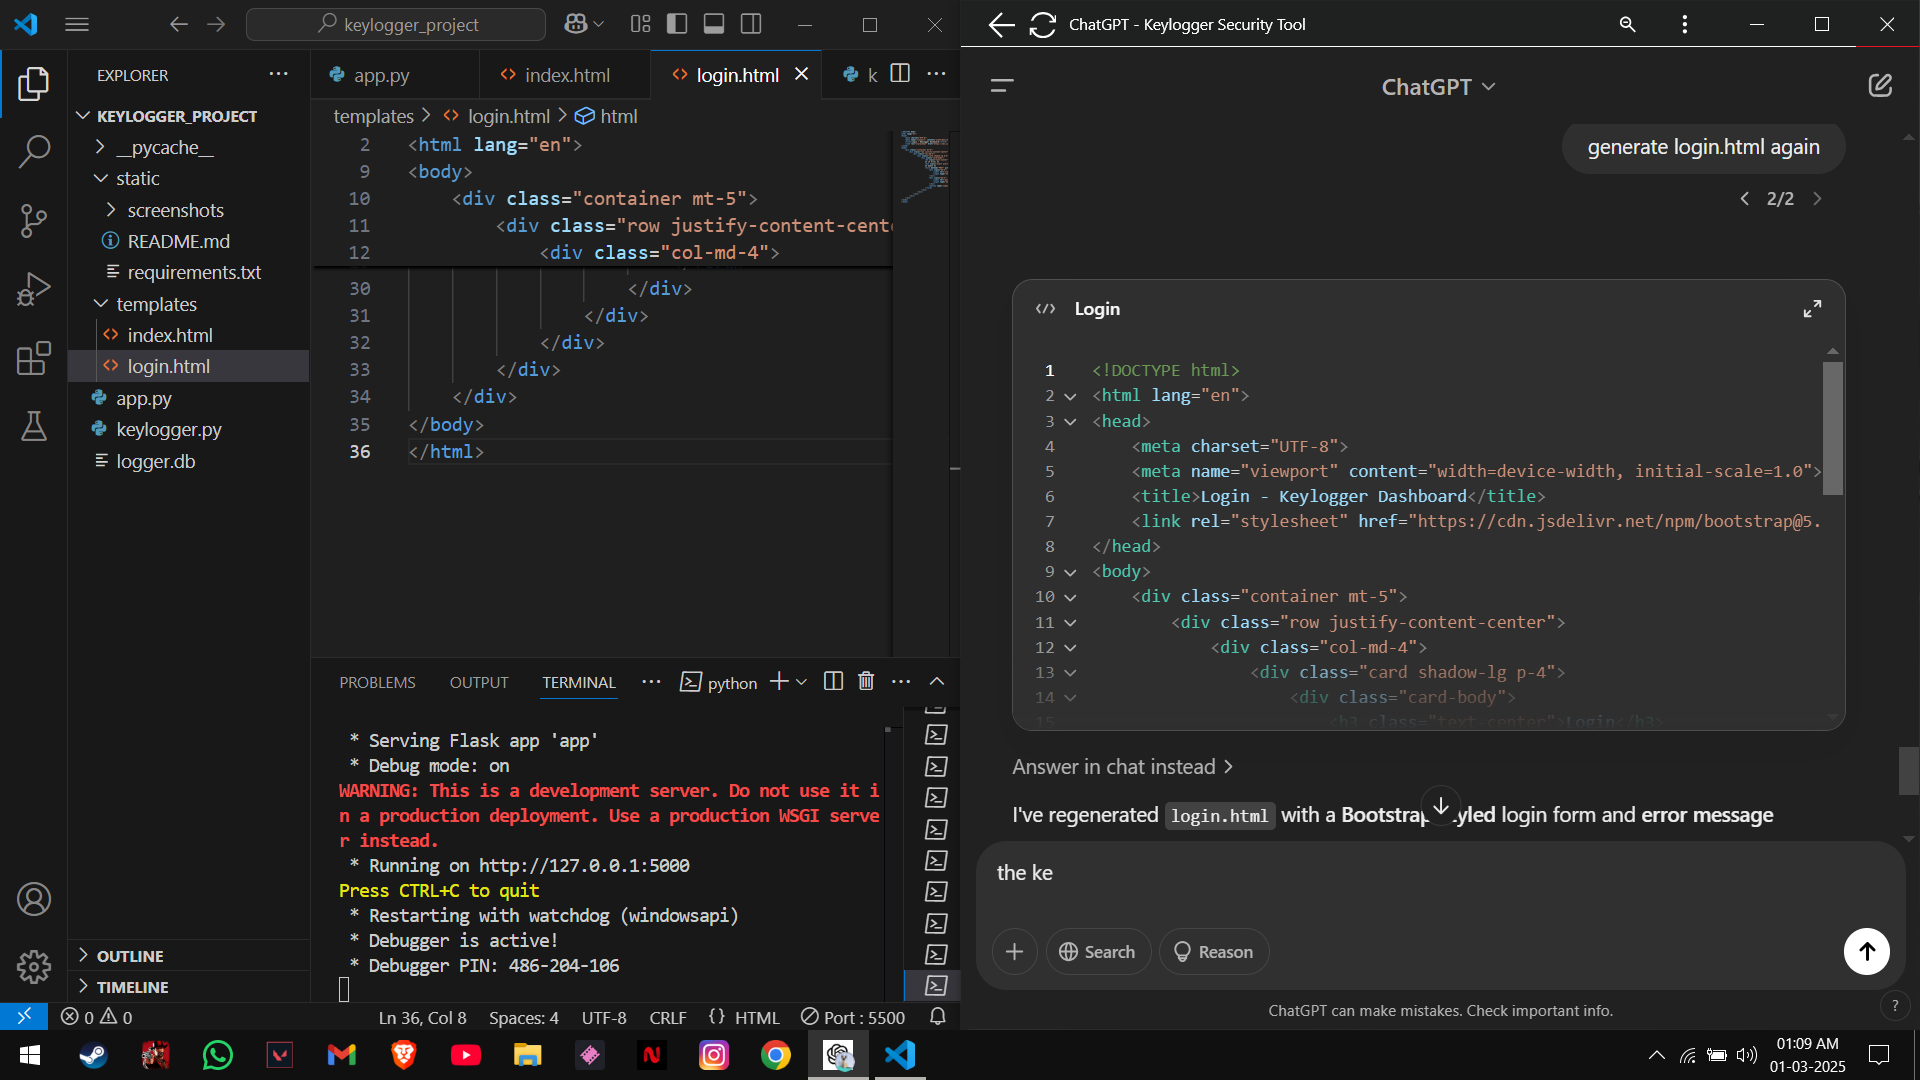 keylogger_project
EXPLORER
KEYLOGGER_PROJECT
__pycache__
static
screenshots
README.md
requirements.txt
templates
index.html
login.html
app.py
keylogger.py
logger.db
OUTLINE
TIMELINE
app.py
index.html
login.html
k
templates > login.html > html
2 <html lang="en">
9 <body>
10 <div class="container mt-5">
11 <div class="row justify-content-cent
12 <div class="col-md-4">
30 </div>
31 </div>
32 </div>
33 </div>
34 </div>
35 </body>
36 </html>
PROBLEMS OUTPUT TERMINAL python
* Serving Flask app 'app'
* Debug mode: on
WARNING: This is a development server. Do not use it i
n a production deployment. Use a production WSGI serve
r instead.
* Running on http://127.0.0.1:5000
Press CTRL+C to quit
* Restarting with watchdog (windowsapi)
* Debugger is active!
* Debugger PIN: 486-204-106
0 0 Ln 36, Col 8 Spaces: 4 UTF-8 CRLF {} HTML Port : 5500
ChatGPT - Keylogger Security Tool
ChatGPT
generate login.html again
2/2
Login
1 <!DOCTYPE html>
2 <html lang="en">
3 <head>
4 <meta charset="UTF-8">
5 <meta name="viewport" content="width=device-width, initial-scale=1.0">
6 <title>Login - Keylogger Dashboard</title>
7 <link rel="stylesheet" href="https://cdn.jsdelivr.net/npm/bootstrap@5.
8 </head>
9 <body>
10 <div class="container mt-5">
11 <div class="row justify-content-center">
12 <div class="col-md-4">
13 <div class="card shadow-lg p-4">
14 <div class="card-body">
15 <h3 class="text-center">Login</h3>
Answer in chat instead >
I've regenerated login.html with a login form and error message
the ke
Search
Reason
ChatGPT can make mistakes. Check important info.
?
01:09 AM
01-03-2025